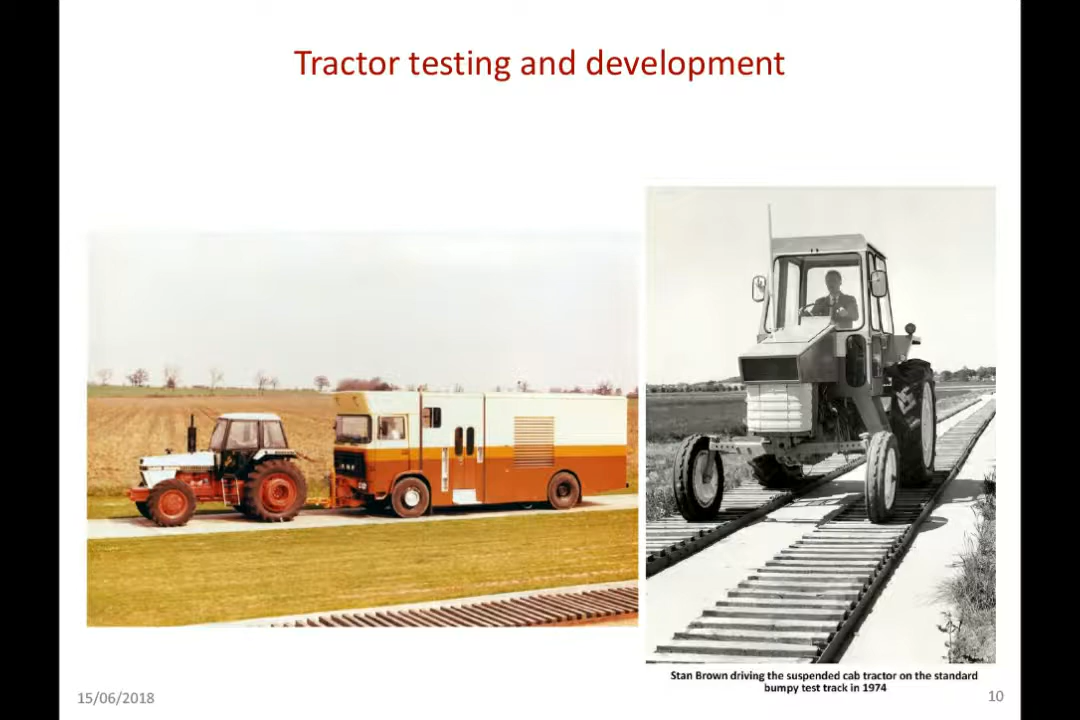 Tractor testing and development
Stan Brown driving the suspended cab tractor on the standard
bumpy test track in 1974
15/06/2018
10